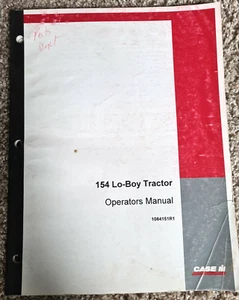 154 Lo-Boy Tractor
Operators Manual
1084151R1
CASE IH